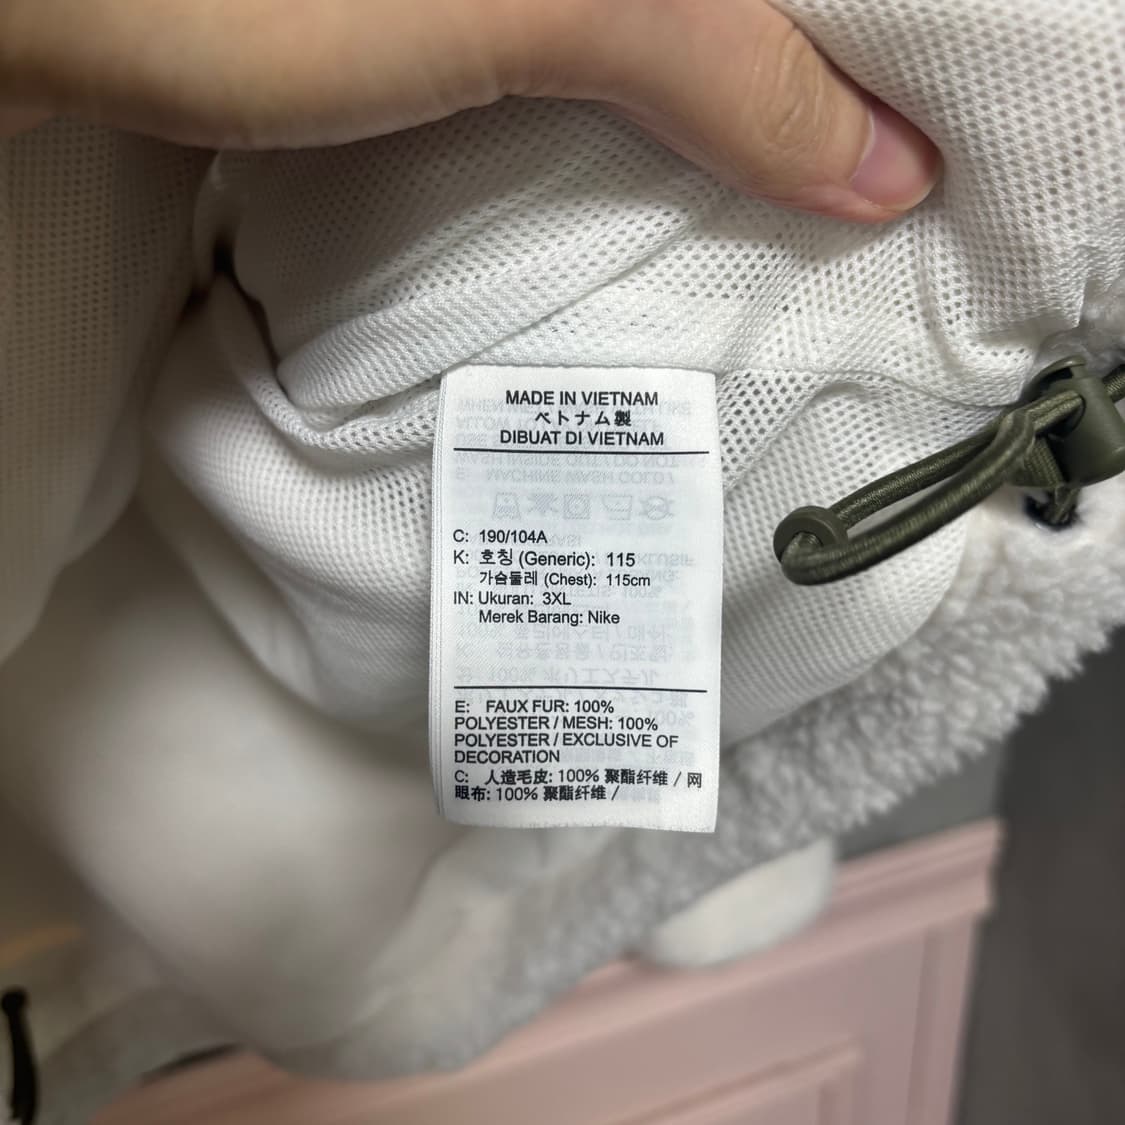 MADE IN VIETNAM
ベトナム製
DIBUAT DI VIETNAM
C: 190/104A
K: 호칭 (Generic): 115
가슴둘레 (Chest): 115cm
IN: Ukuran: 3XL
Merek Barang: Nike
E: FAUX FUR: 100%
POLYESTER / MESH: 100%
POLYESTER / EXCLUSIVE OF
DECORATION
C: 人造毛皮: 100% 聚酯纤维 / 网
眼布: 100% 聚酯纤维 /